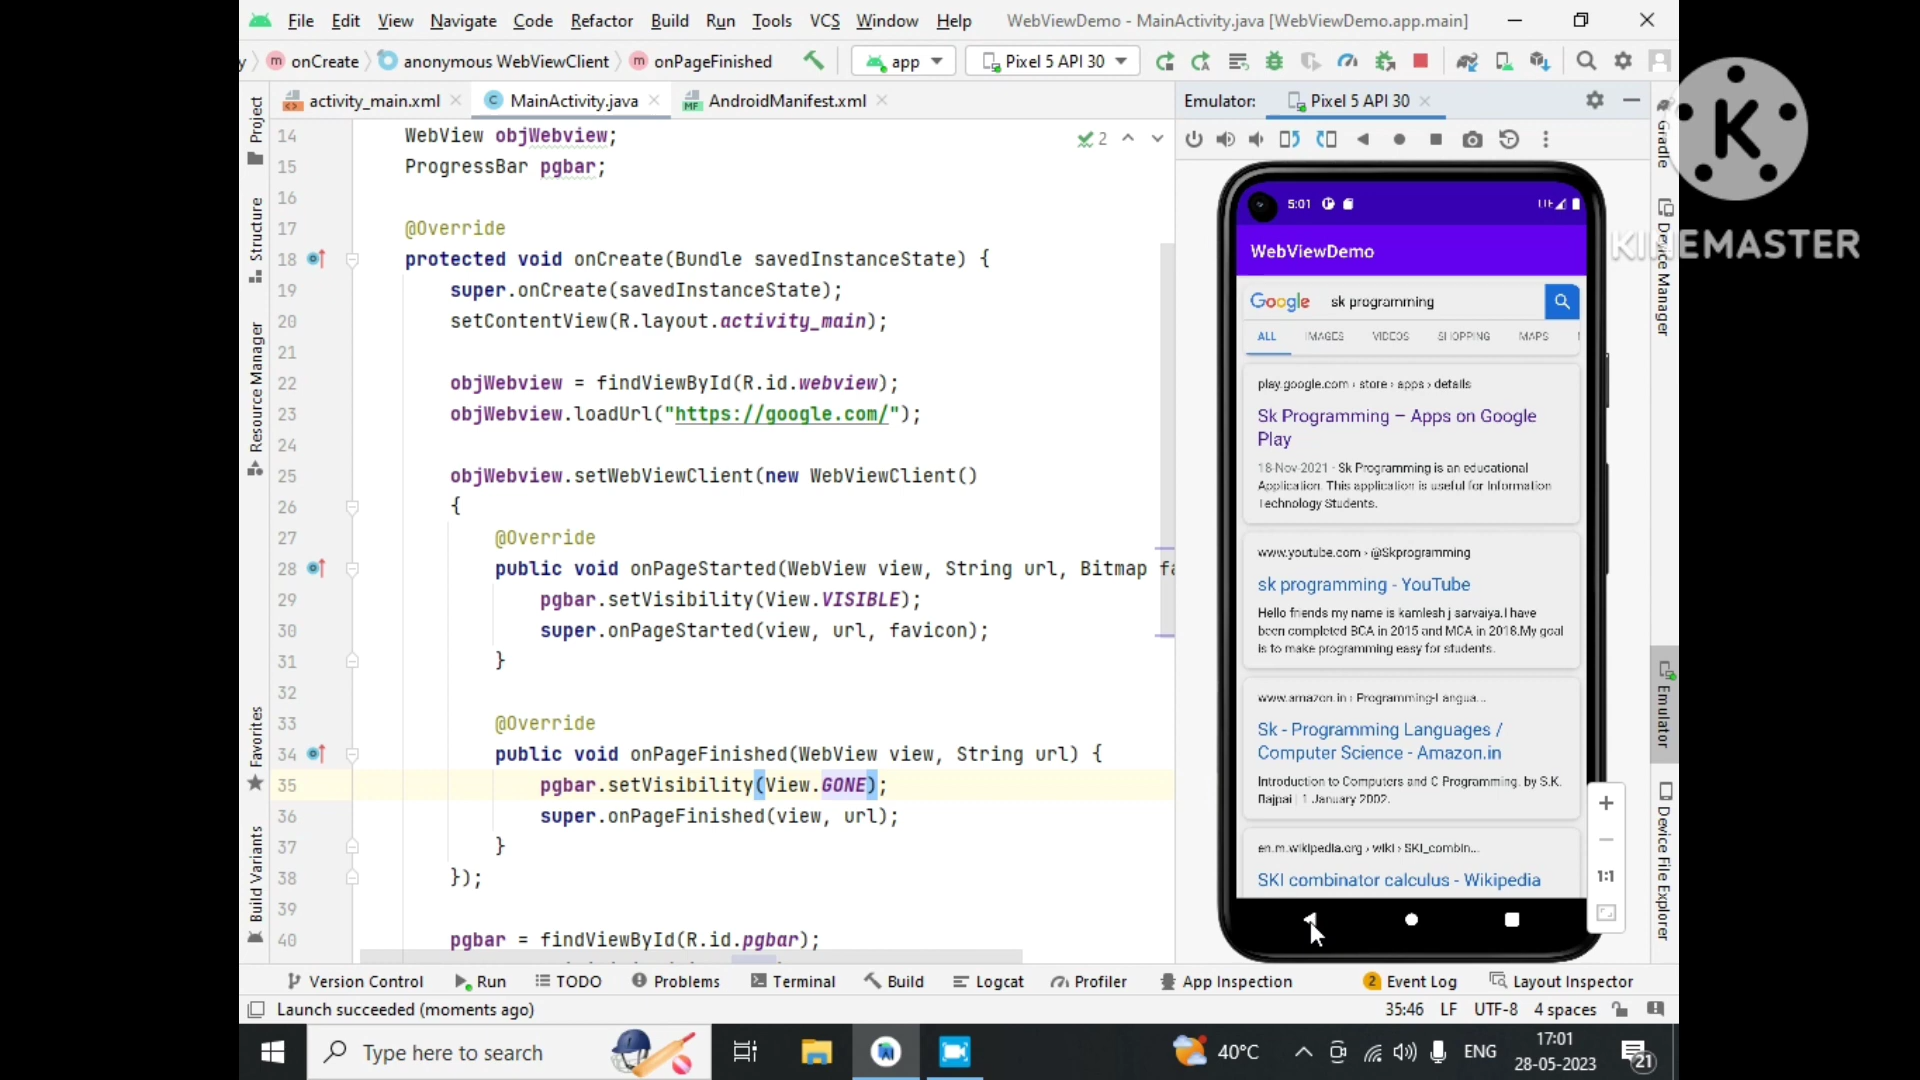 File Edit View Navigate Code Refactor Build Run Tools VCS Window Help WebViewDemo - MainActivity.java [WebViewDemo.app.main]
onCreate anonymous WebViewClient onPageFinished app Pixel 5 API 30
activity_main.xml MainActivity.java AndroidManifest.xml
Emulator: Pixel 5 API 30
Project
Structure
Resource Manager
Favorites
Build Variants
2
14 WebView objWebview;
15 ProgressBar pgbar;
16
17 @Override
18 protected void onCreate(Bundle savedInstanceState) {
19 super.onCreate(savedInstanceState);
20 setContentView(R.layout.activity_main);
21
22 objWebview = findViewById(R.id.webview);
23 objWebview.loadUrl("https://google.com/");
24
25 objWebview.setWebViewClient(new WebViewClient()
26 {
27 @Override
28 public void onPageStarted(WebView view, String url, Bitmap fa
29 pgbar.setVisibility(View.VISIBLE);
30 super.onPageStarted(view, url, favicon);
31 }
32
33 @Override
34 public void onPageFinished(WebView view, String url) {
35 pgbar.setVisibility(View.GONE);
36 super.onPageFinished(view, url);
37 }
38 });
39
40 pgbar = findViewById(R.id.pgbar);
5:01 LTE
WebViewDemo
Google sk programming
ALL IMAGES VIDEOS SHOPPING MAPS
play.google.com › store › apps › details
Sk Programming – Apps on Google
Play
18-Nov-2021 · Sk Programming is an educational
Application. This application is useful for Information
Technology Students.
www.youtube.com › @Skprogramming
sk programming - YouTube
Hello friends my name is kamlesh j sarvaiya.I have
been completed BCA in 2015 and MCA in 2018.My goal
is to make programming easy for students.
www.amazon.in › Programming-Langua...
Sk - Programming Languages /
Computer Science - Amazon.in
Introduction to Computers and C Programming. by S.K.
Bajpai | 1 January 2002.
en.m.wikipedia.org › wiki › SKI_combin...
SKI combinator calculus - Wikipedia
1:1
Gradle
Device Manager
Emulator
Device File Explorer
K
KINEMASTER
Version Control Run TODO Problems Terminal Build Logcat Profiler App Inspection 2 Event Log Layout Inspector
Launch succeeded (moments ago) 35:46 LF UTF-8 4 spaces
Type here to search 40°C ENG 17:01
28-05-2023
21